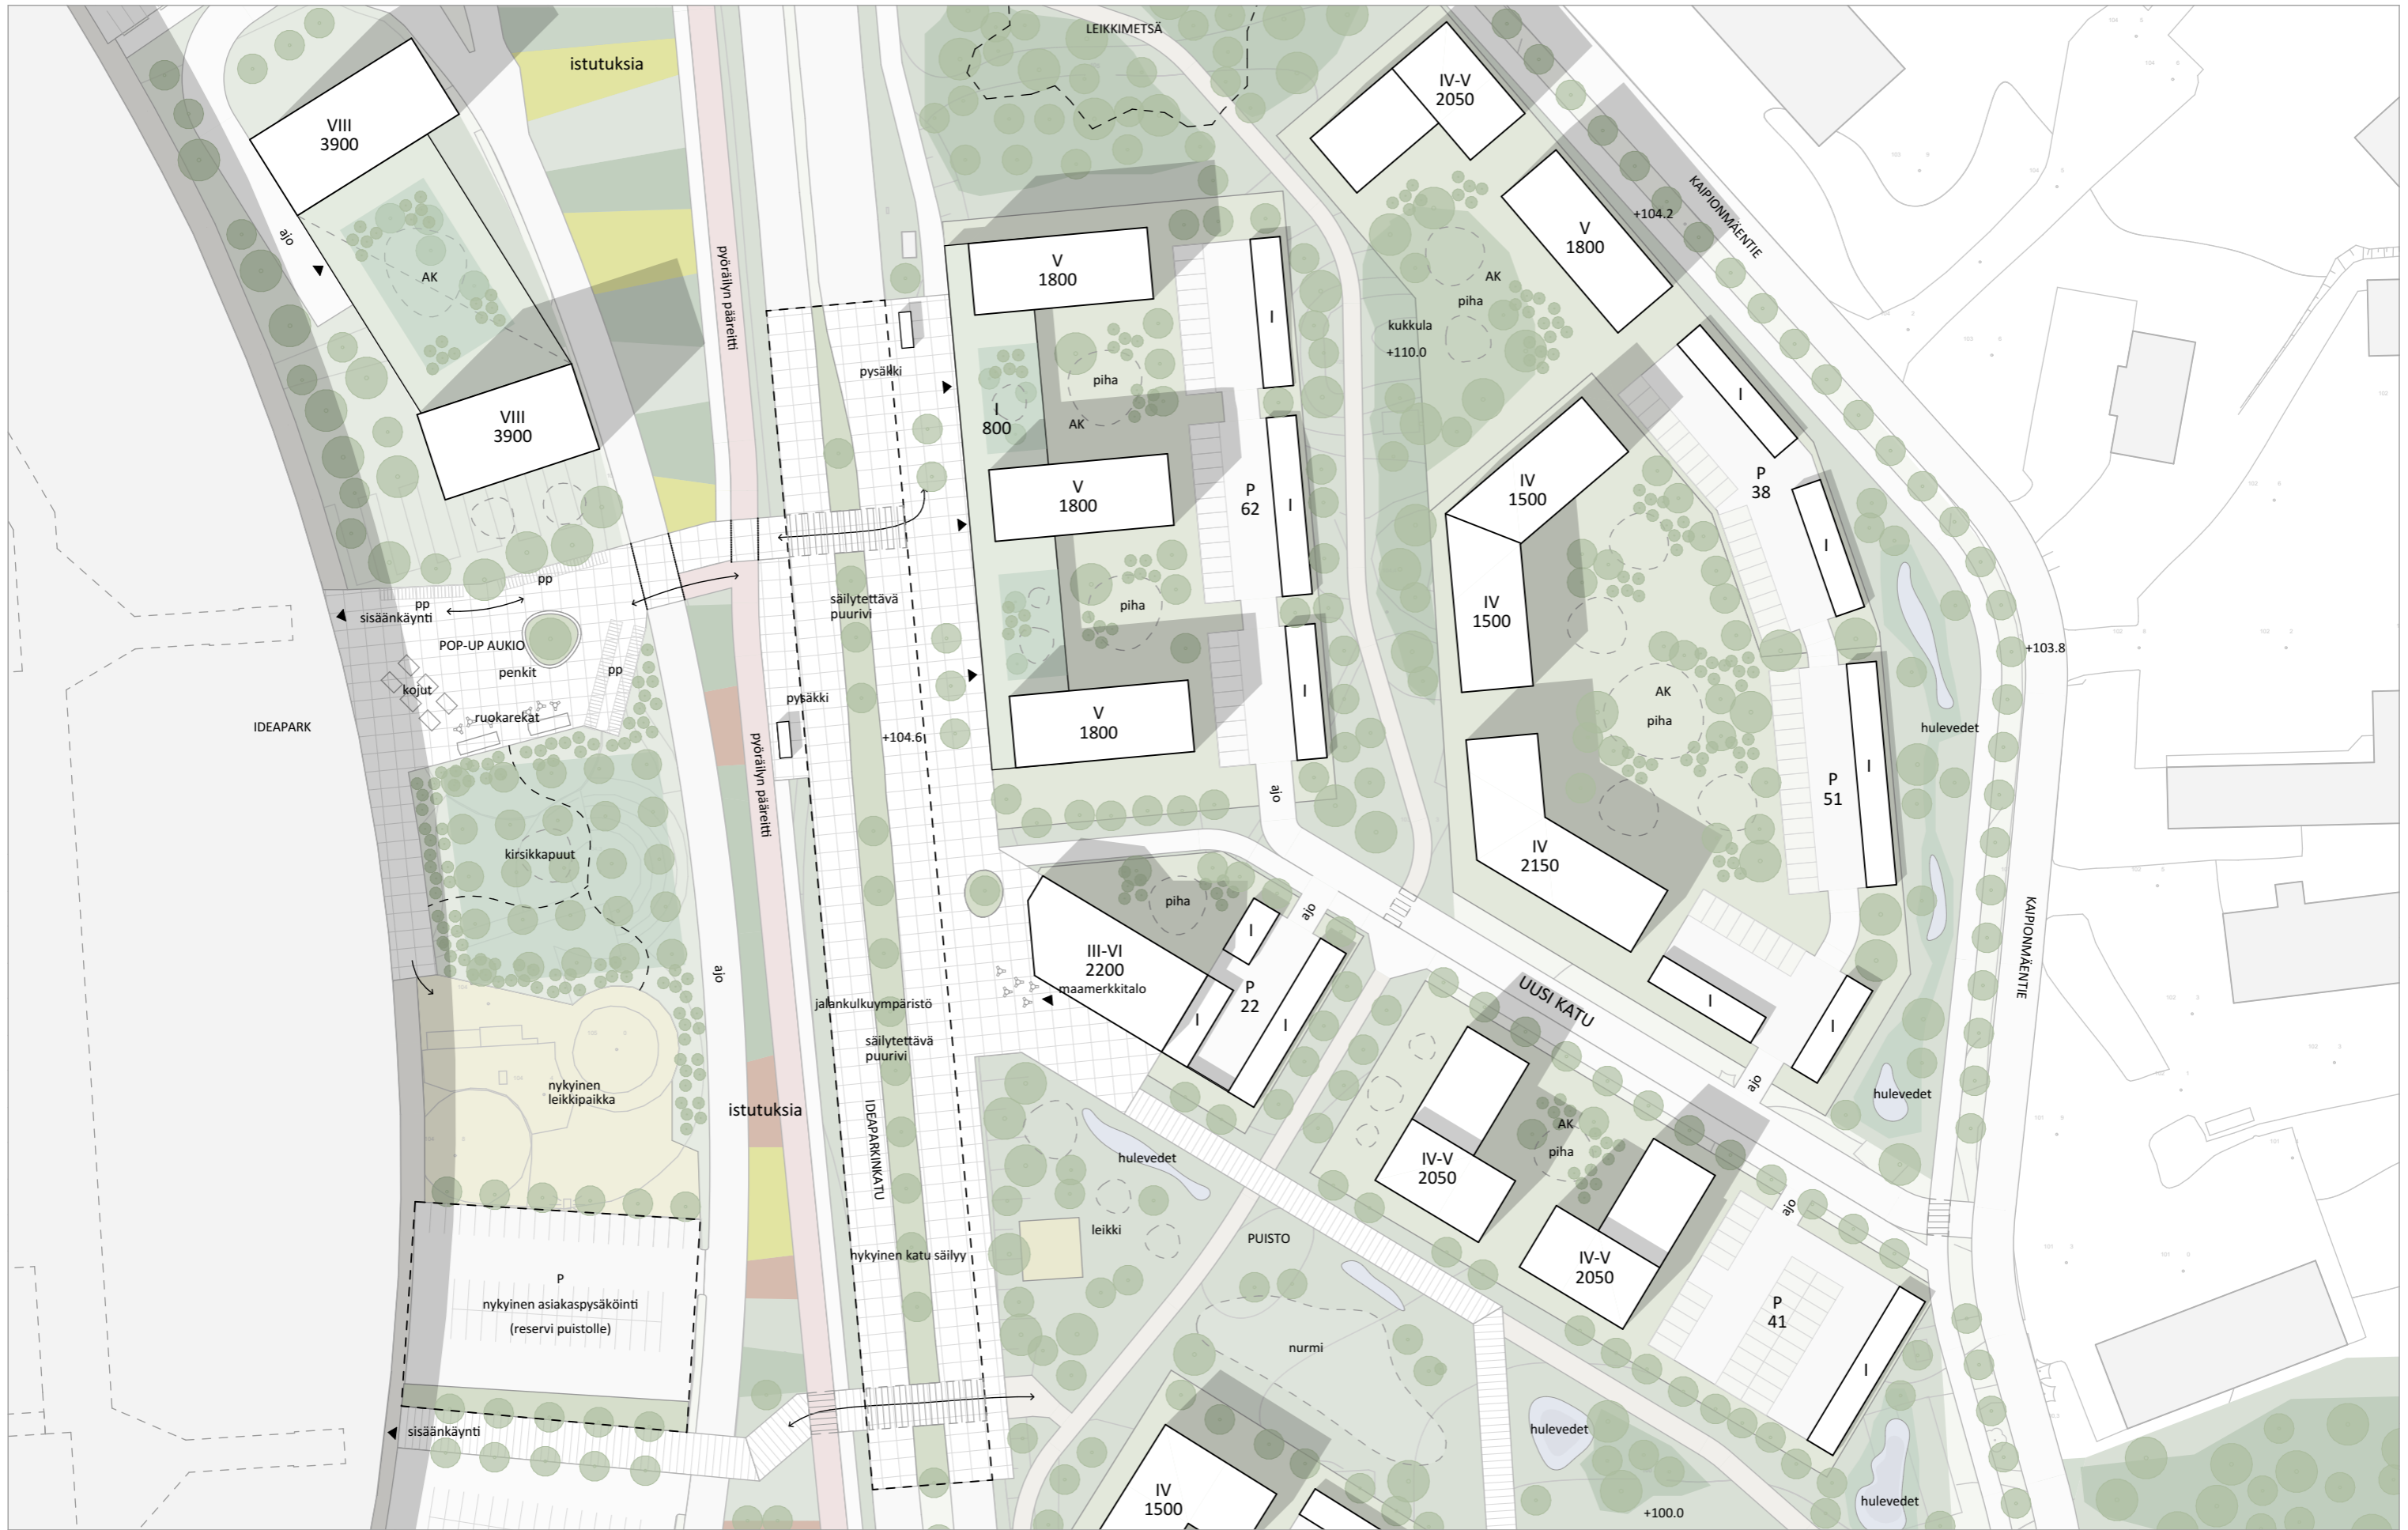 LEIKKIMETSÄ
istutuksia
IV-V
2050
VIII
3900
KAIPIONMÄENTIE
+104.2
V
1800
ajo
AK
pyöräilyn pääreitti
V
1800
I
AK
piha
kukkula
+110.0
pysäkki
piha
I
800
AK
I
VIII
3900
IV
1500
P
38
V
1800
P
62
I
I
pp
pp
sisäänkäynti
säilytettävä
puurivi
piha
IV
1500
POP-UP AUKIO
penkit
pp
kojut
ruokarekat
IDEAPARK
pysäkki
+104.6
V
1800
I
AK
piha
+103.8
hulevedet
pyöräilyn pääreitti
ajo
P
51
I
kirsikkapuut
IV
2150
piha
ajo
I
III-VI
2200
maamerkkitalo
P
22
I
I
ajo
jalankulkuympäristö
säilytettävä
puurivi
UUSI KATU
I
I
KAIPIONMÄENTIE
nykyinen
leikkipaikka
istutuksia
IDEAPARKINKATU
hulevedet
AK
piha
IV-V
2050
ajo
hulevedet
leikki
PUISTO
hykyinen katu säilyy
IV-V
2050
ajo
P
nykyinen asiakaspysäköinti
(reservi puistolle)
nurmi
P
41
I
sisäänkäynti
hulevedet
IV
1500
+100.0
hulevedet